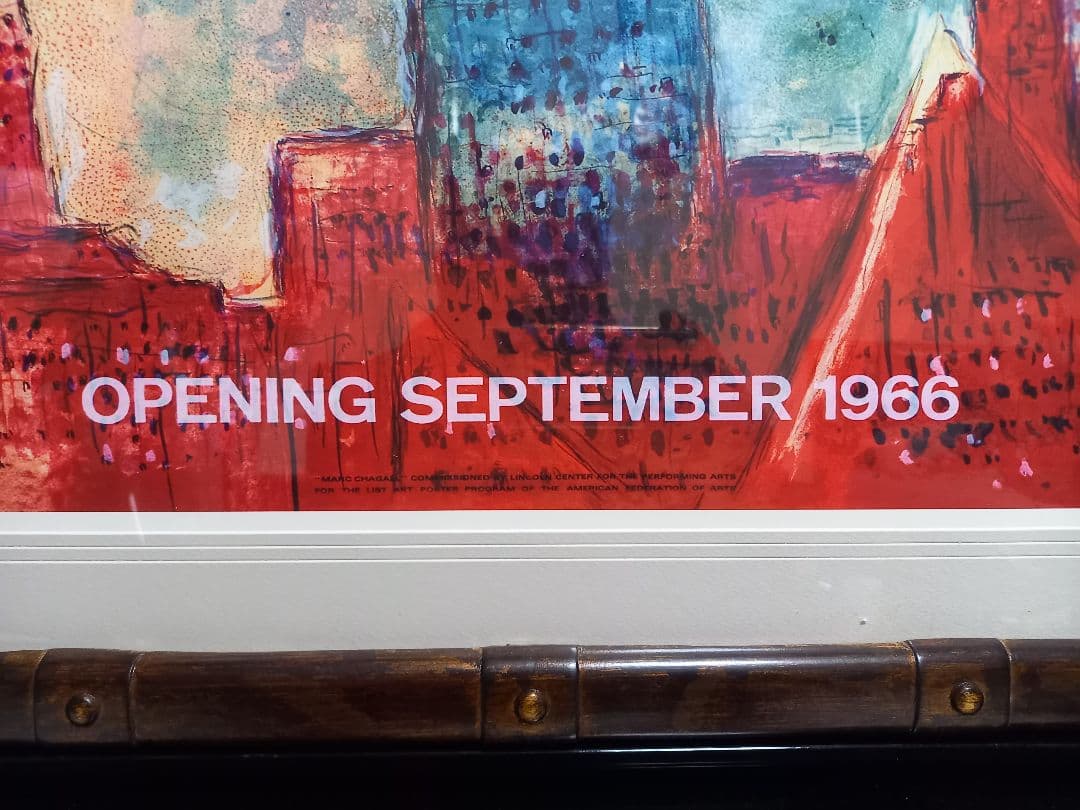 OPENING SEPTEMBER 1966
"MARC CHAGALL" COMMISSIONED BY LINCOLN CENTER FOR THE PERFORMING ARTS
FOR THE LIST ART POSTER PROGRAM OF THE AMERICAN FEDERATION OF ARTS